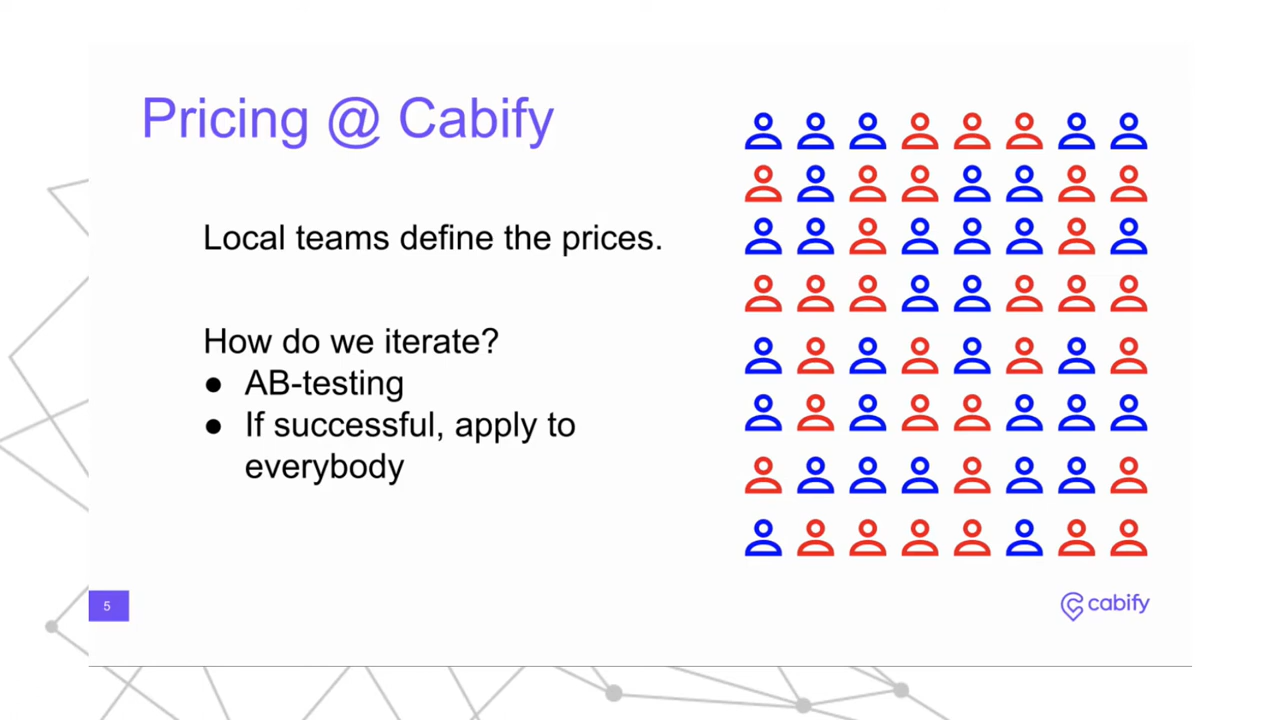 Pricing @ Cabify
Local teams define the prices.
How do we iterate?
● AB-testing
● If successful, apply to
everybody
5
cabify